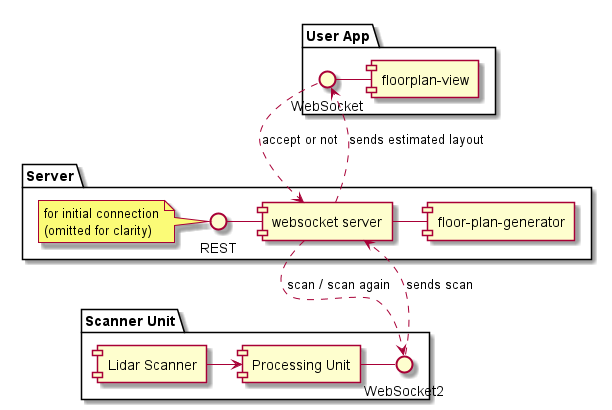 User App
floorplan-view
WebSocket
accept or not
sends estimated layout
Server
for initial connection
(omitted for clarity)
REST
websocket server
floor-plan-generator
scan / scan again
sends scan
Scanner Unit
Lidar Scanner
Processing Unit
WebSocket2